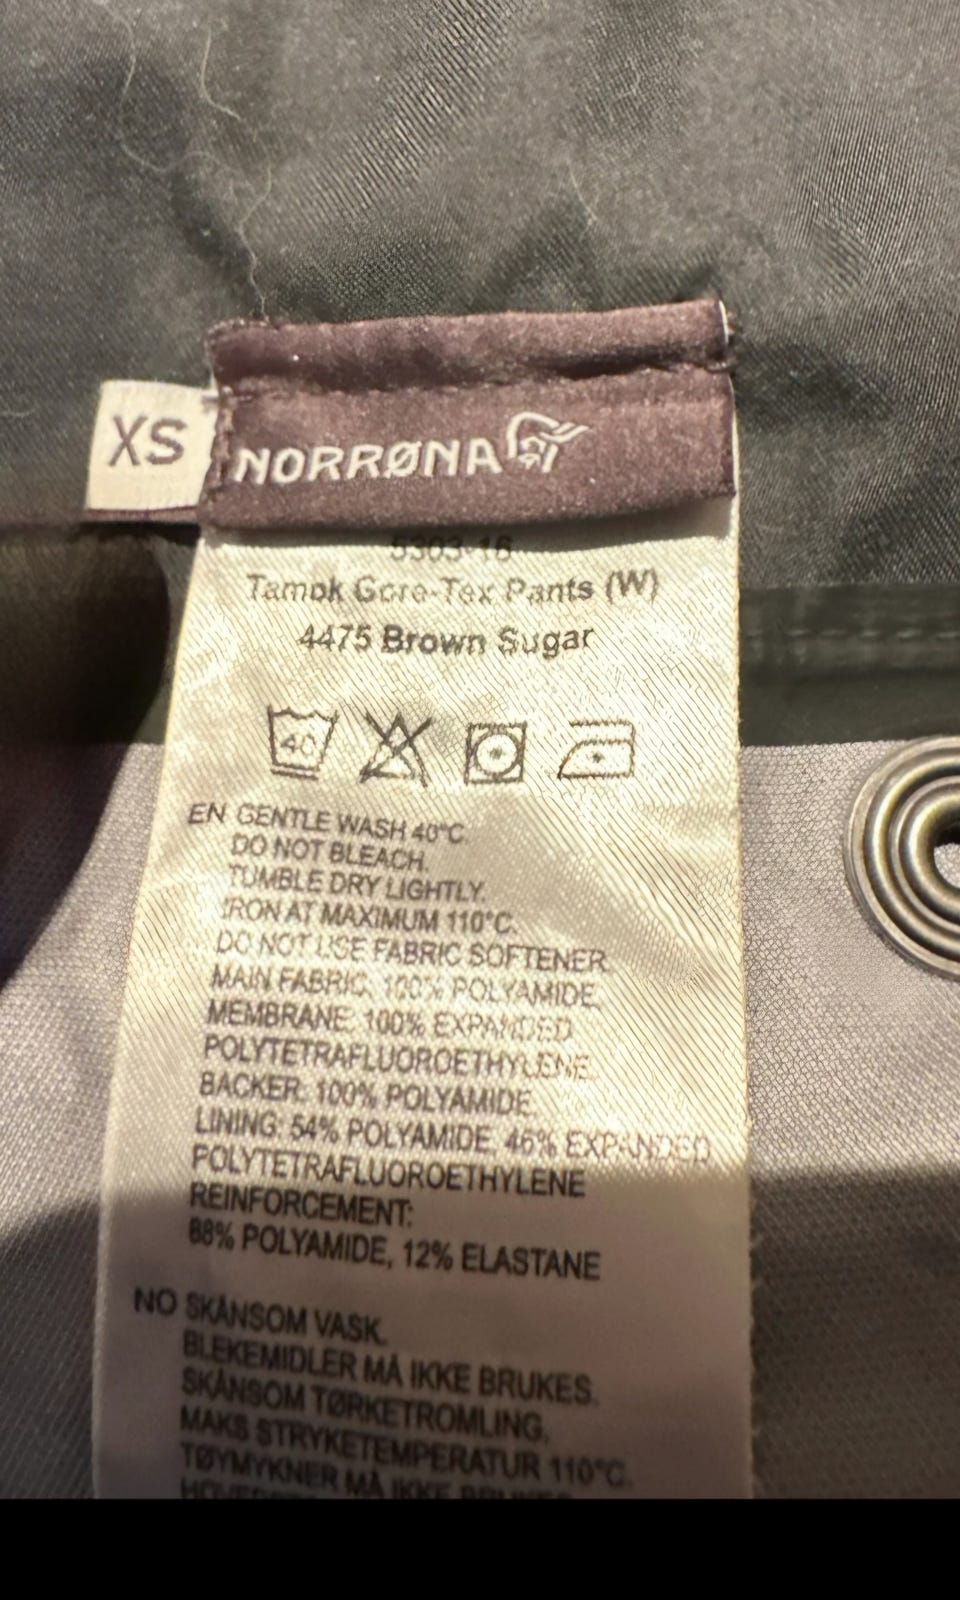 XS
NORRØNA
5303-16
Tamok Gore-Tex Pants (W)
4475 Brown Sugar
40
EN GENTLE WASH 40°C.
DO NOT BLEACH.
TUMBLE DRY LIGHTLY.
IRON AT MAXIMUM 110°C.
DO NOT USE FABRIC SOFTENER.
MAIN FABRIC: 100% POLYAMIDE,
MEMBRANE: 100% EXPANDED
POLYTETRAFLUOROETHYLENE.
BACKER: 100% POLYAMIDE.
LINING: 54% POLYAMIDE, 46% EXPANDED
POLYTETRAFLUOROETHYLENE
REINFORCEMENT:
88% POLYAMIDE, 12% ELASTANE
NO SKÅNSOM VASK.
BLEKEMIDLER MÅ IKKE BRUKES.
SKÅNSOM TØRKETROMLING.
MAKS STRYKETEMPERATUR 110°C.
TØYMYKNER MÅ IKKE BRUKES.